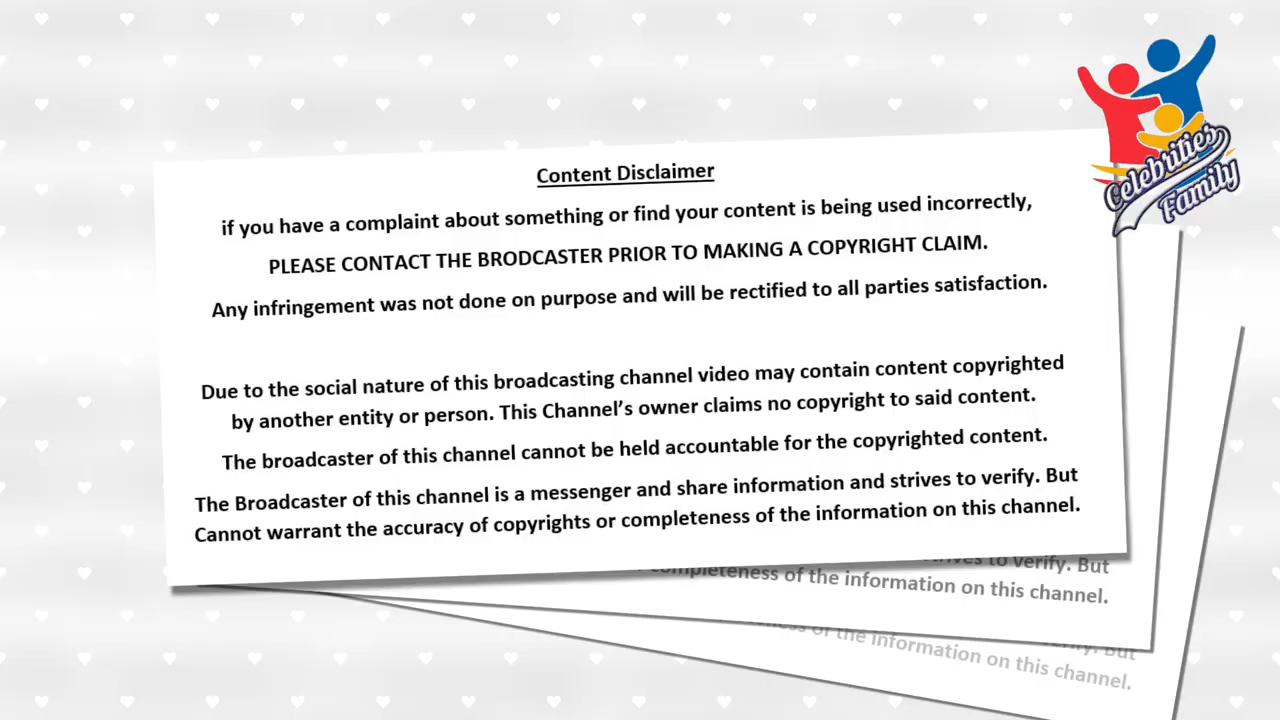 Celebrities
Family
Content Disclaimer
if you have a complaint about something or find your content is being used incorrectly,
PLEASE CONTACT THE BRODCASTER PRIOR TO MAKING A COPYRIGHT CLAIM.
Any infringement was not done on purpose and will be rectified to all parties satisfaction.
Due to the social nature of this broadcasting channel video may contain content copyrighted
by another entity or person. This Channel’s owner claims no copyright to said content.
The broadcaster of this channel cannot be held accountable for the copyrighted content.
The Broadcaster of this channel is a messenger and share information and strives to verify. But
Cannot warrant the accuracy of copyrights or completeness of the information on this channel.
to verify. But
completeness of the information on this channel.
But
of the information on this channel.